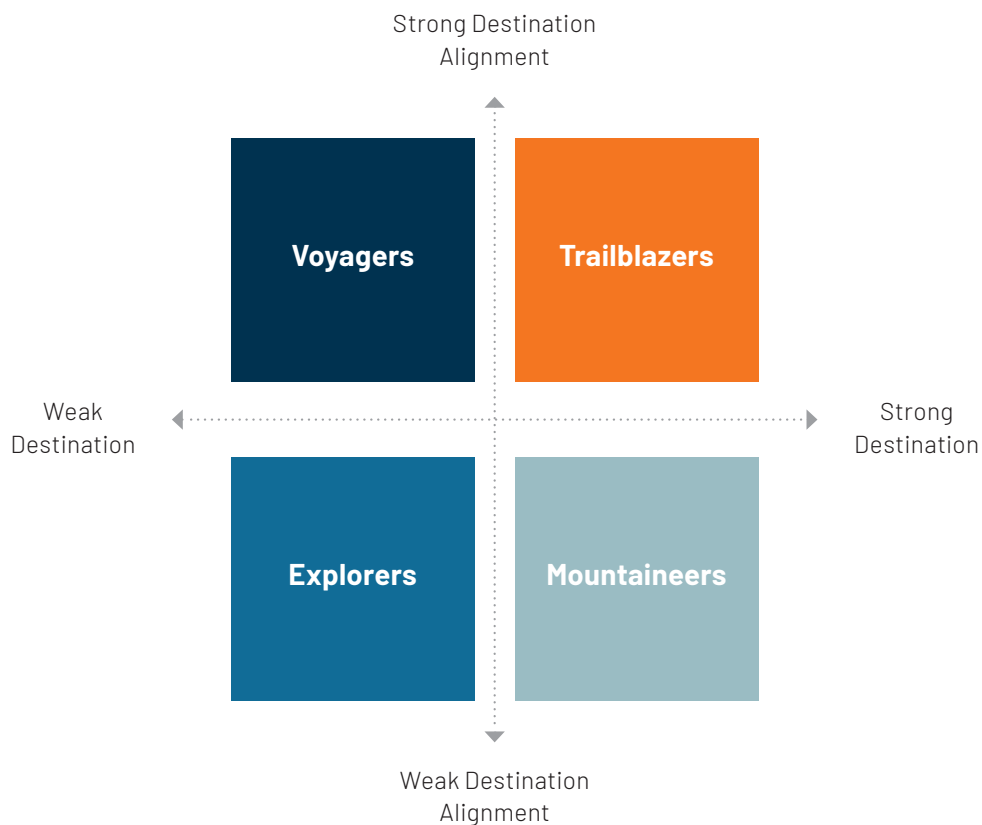 Strong Destination
Alignment
Voyagers
Trailblazers
Weak
Destination
Strong
Destination
Explorers
Mountaineers
Weak Destination
Alignment